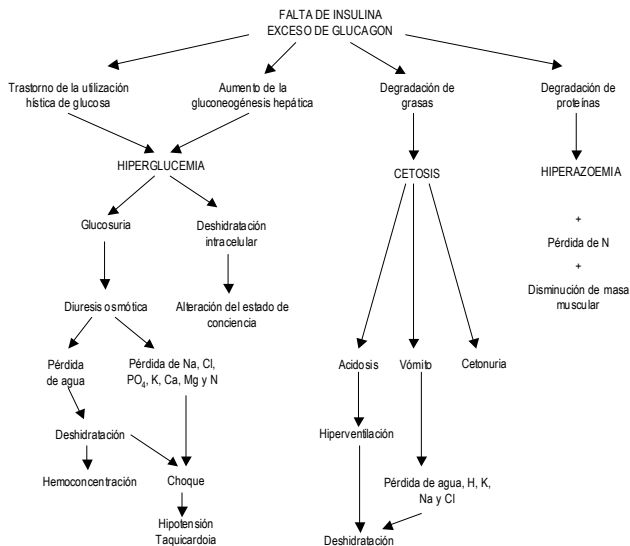 FALTA DE INSULINA
EXCESO DE GLUCAGON
Trastorno de la utilización
hística de glucosa
Aumento de la
gluconeogénesis hepática
Degradación de
grasas
Degradación de
proteínas
HIPERGLUCEMIA
CETOSIS
HIPERAZOEMIA
Glucosuria
Deshidratación
intracelular
+
Pérdida de N
+
Disminución de masa
muscular
Diuresis osmótica
Alteración del estado de
conciencia
Pérdida
de agua
Pérdida de Na, Cl,
PO₄, K, Ca, Mg y N
Acidosis
Vómito
Cetonuria
Deshidratación
Hiperventilación
Hemoconcentración
Choque
Pérdida de agua, H, K,
Na y Cl
Hipotensión
Taquicardoia
Deshidratación